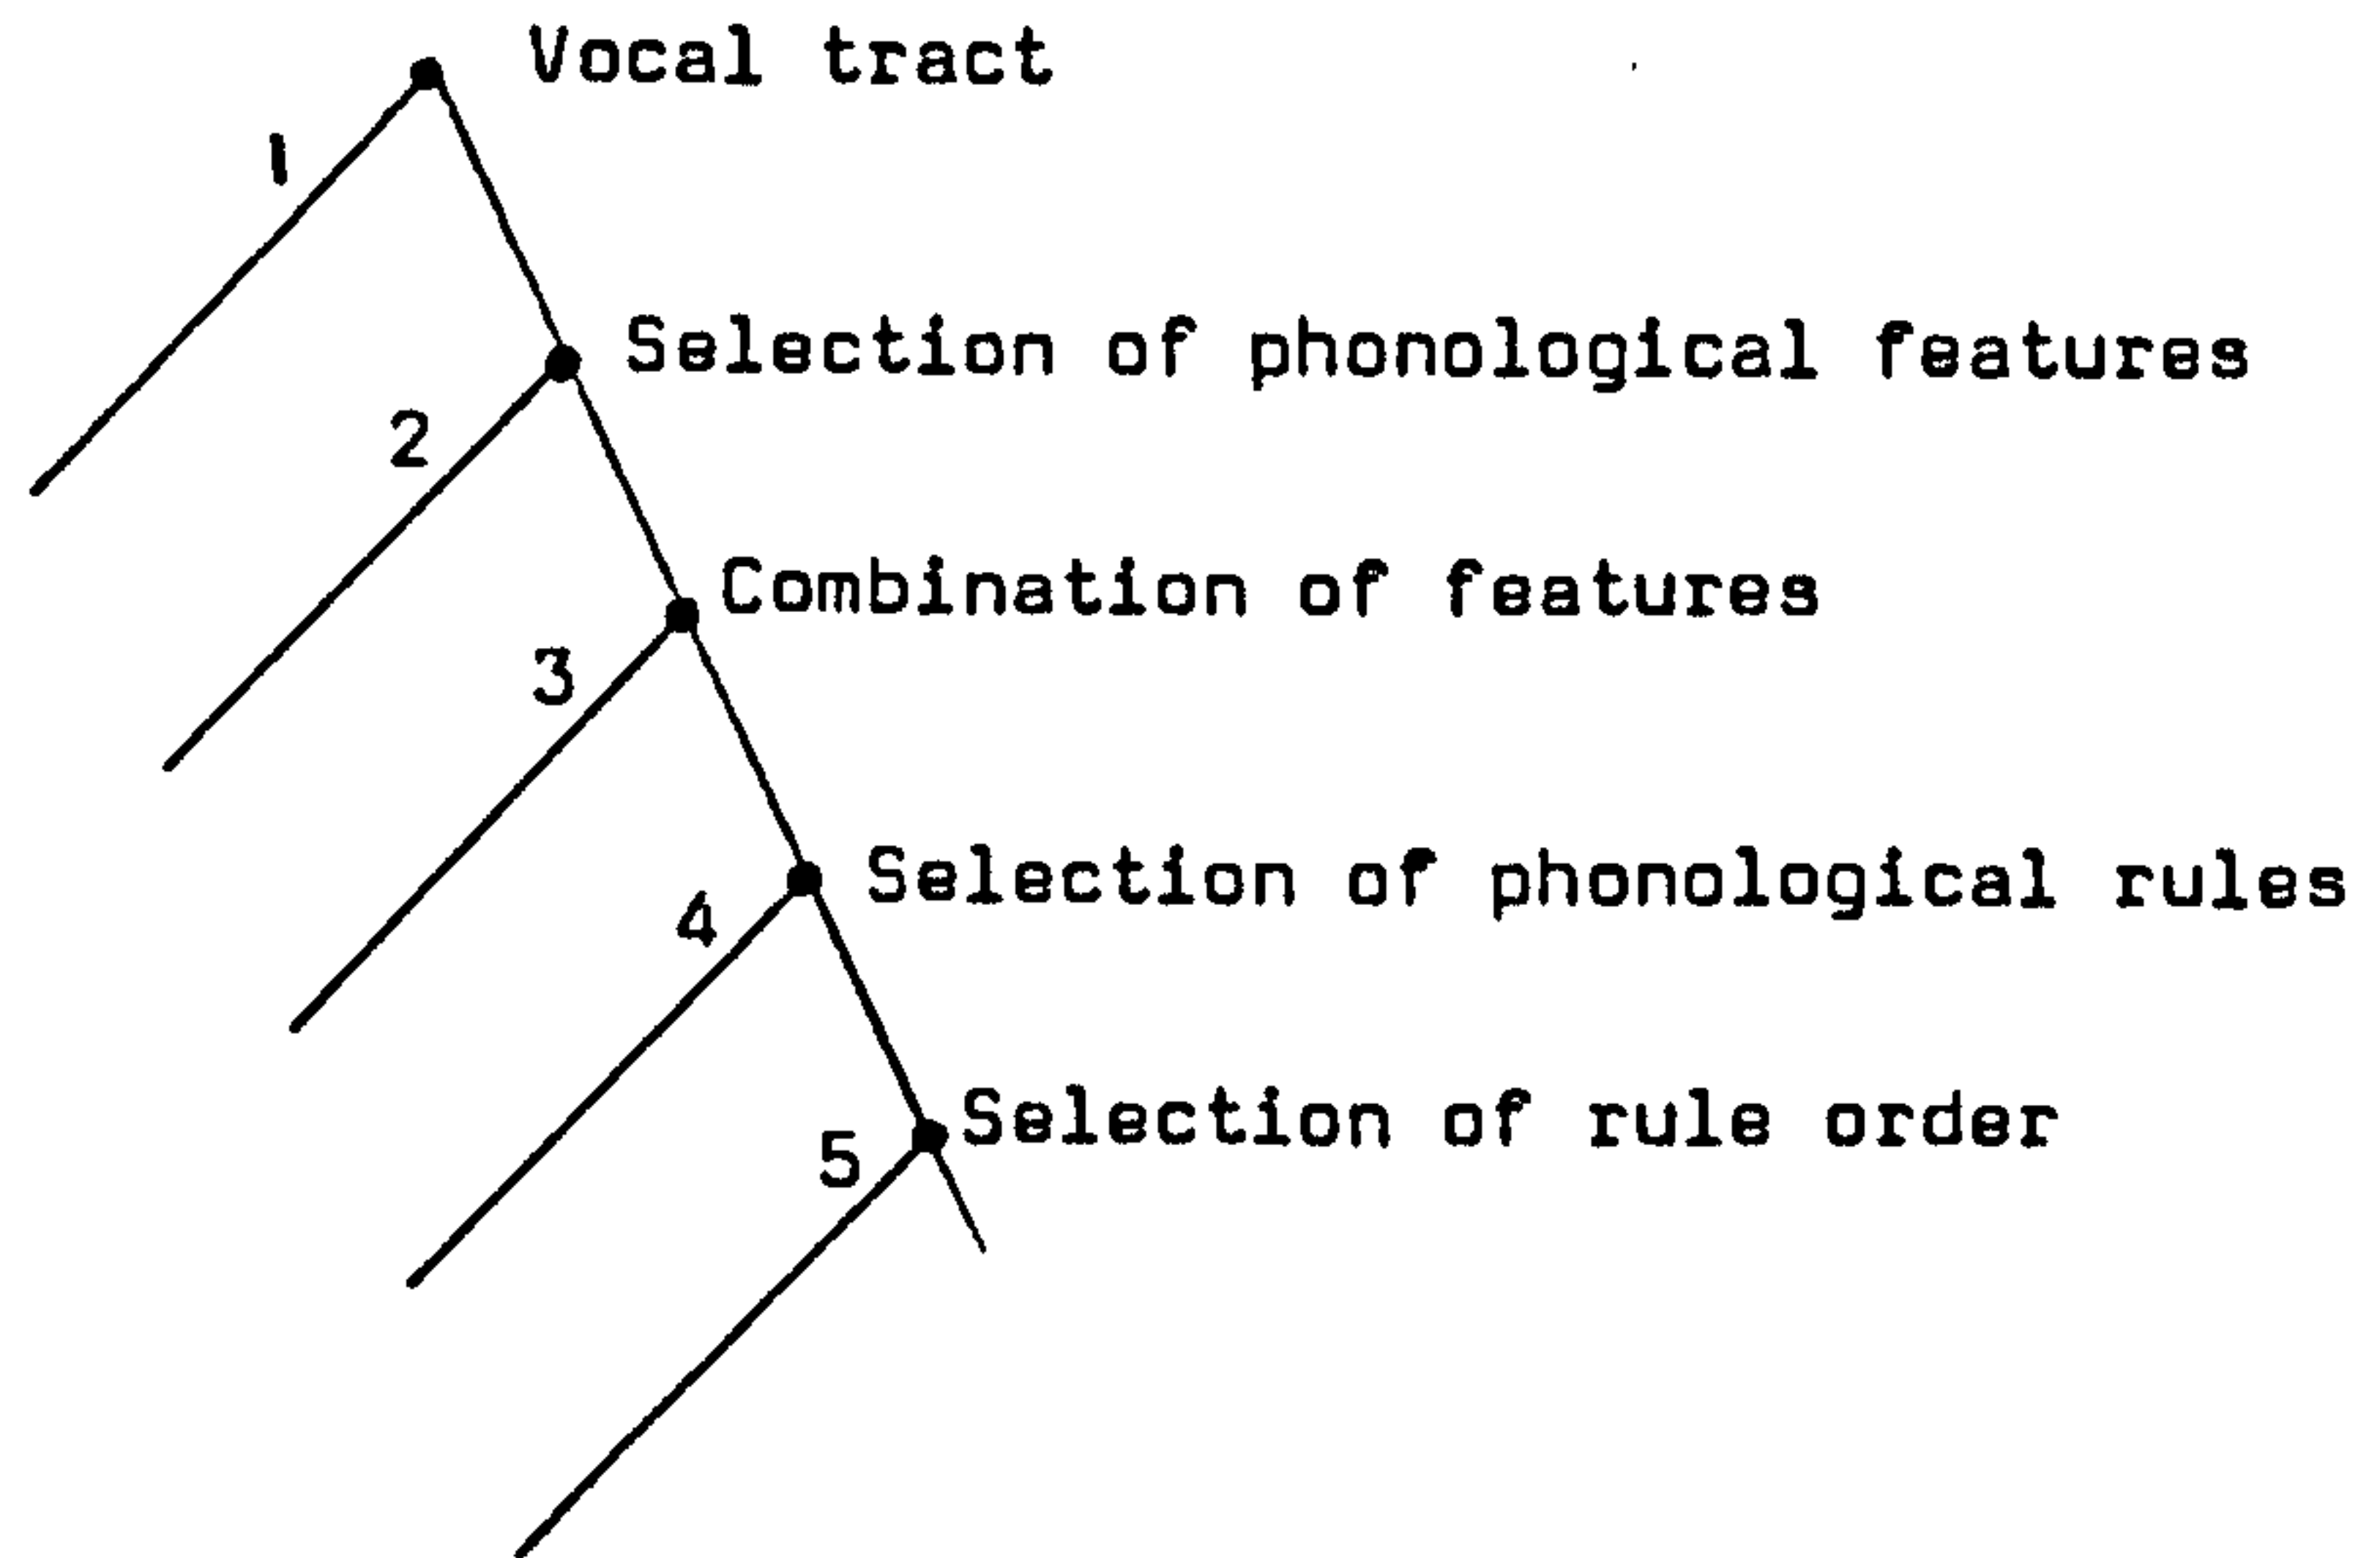 Vocal tract
1
Selection of phonological features
2
Combination of features
3
Selection of phonological rules
4
Selection of rule order
5